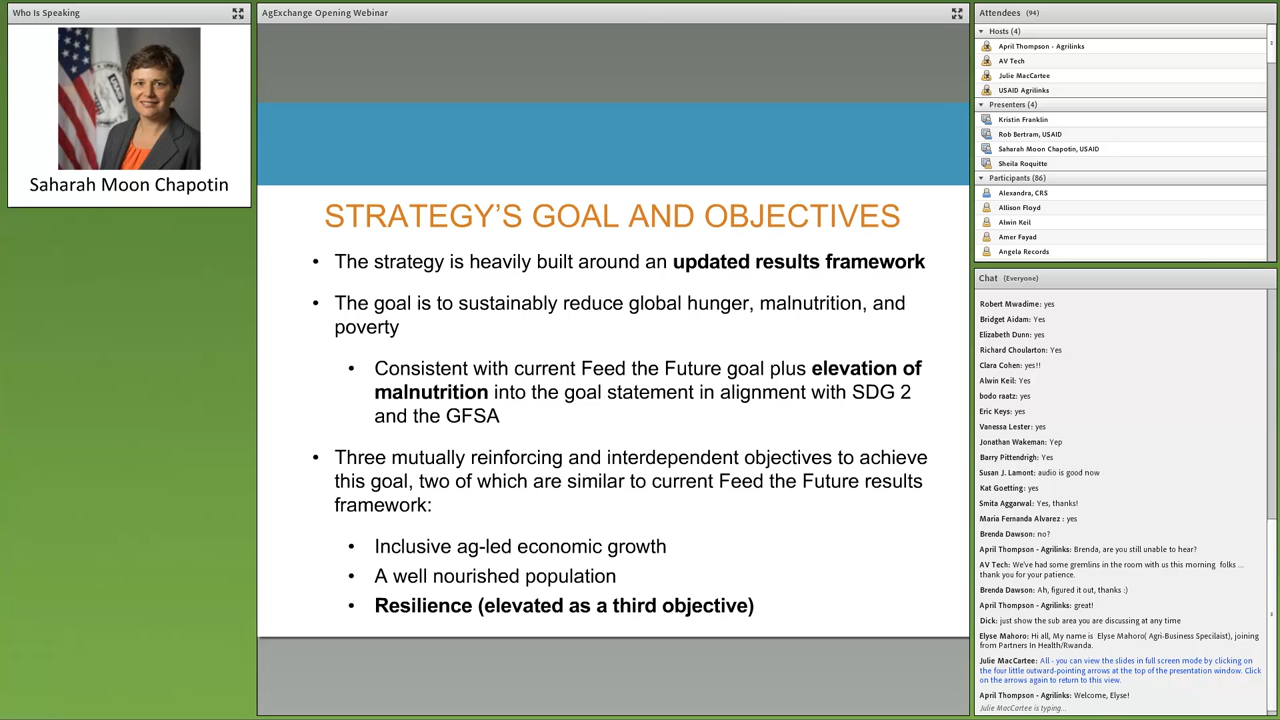 Who Is Speaking
Saharah Moon Chapotin
AgExchange Opening Webinar
STRATEGY'S GOAL AND OBJECTIVES
• The strategy is heavily built around an updated results framework
• The goal is to sustainably reduce global hunger, malnutrition, and
poverty
• Consistent with current Feed the Future goal plus elevation of
malnutrition into the goal statement in alignment with SDG 2
and the GFSA
• Three mutually reinforcing and interdependent objectives to achieve
this goal, two of which are similar to current Feed the Future results
framework:
• Inclusive ag-led economic growth
• A well nourished population
• Resilience (elevated as a third objective)
Attendees (94)
Hosts (4)
April Thompson - Agrilinks
AV Tech
Julie MacCartee
USAID Agrilinks
Presenters (4)
Kristin Franklin
Rob Bertram, USAID
Saharah Moon Chapotin, USAID
Sheila Roquitte
Participants (86)
Alexandra, CRS
Allison Floyd
Alwin Keil
Amer Fayad
Angela Records
Chat (Everyone)
Robert Mwadime: yes
Bridget Aidam: Yes
Elizabeth Dunn: yes
Richard Choularton: Yes
Clara Cohen: yes!!
Alwin Keil: Yes
bodo raatz: yes
Eric Keys: yes
Vanessa Lester: yes
Jonathan Wakeman: Yep
Barry Pittendrigh: Yes
Susan J. Lamont: audio is good now
Kat Goetting: yes
Smita Aggarwal: Yes, thanks!
Maria Fernanda Alvarez : yes
Brenda Dawson: no?
April Thompson - Agrilinks: Brenda, are you still unable to hear?
AV Tech: We've had some gremlins in the room with us this morning folks ...
thank you for your patience.
Brenda Dawson: Ah, figured it out, thanks :)
April Thompson - Agrilinks: great!
Dick: just show the sub area you are discussing at any time
Elyse Mahoro: Hi all, My name is Elyse Mahoro( Agri-Business Specilaist), joining
from Partners In Health/Rwanda.
Julie MacCartee: All - you can view the slides in full screen mode by clicking on
the four little outward-pointing arrows at the top of the presentation window. Click
on the arrows again to return to this view.
April Thompson - Agrilinks: Welcome, Elyse!
Julie MacCartee is typing...